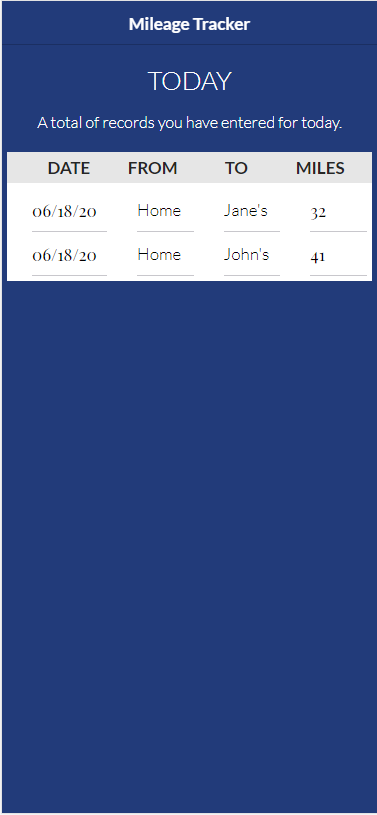 Mileage Tracker
TODAY
A total of records you have entered for today.
DATE FROM TO MILES
06/18/20 Home Jane's 32
06/18/20 Home John's 41